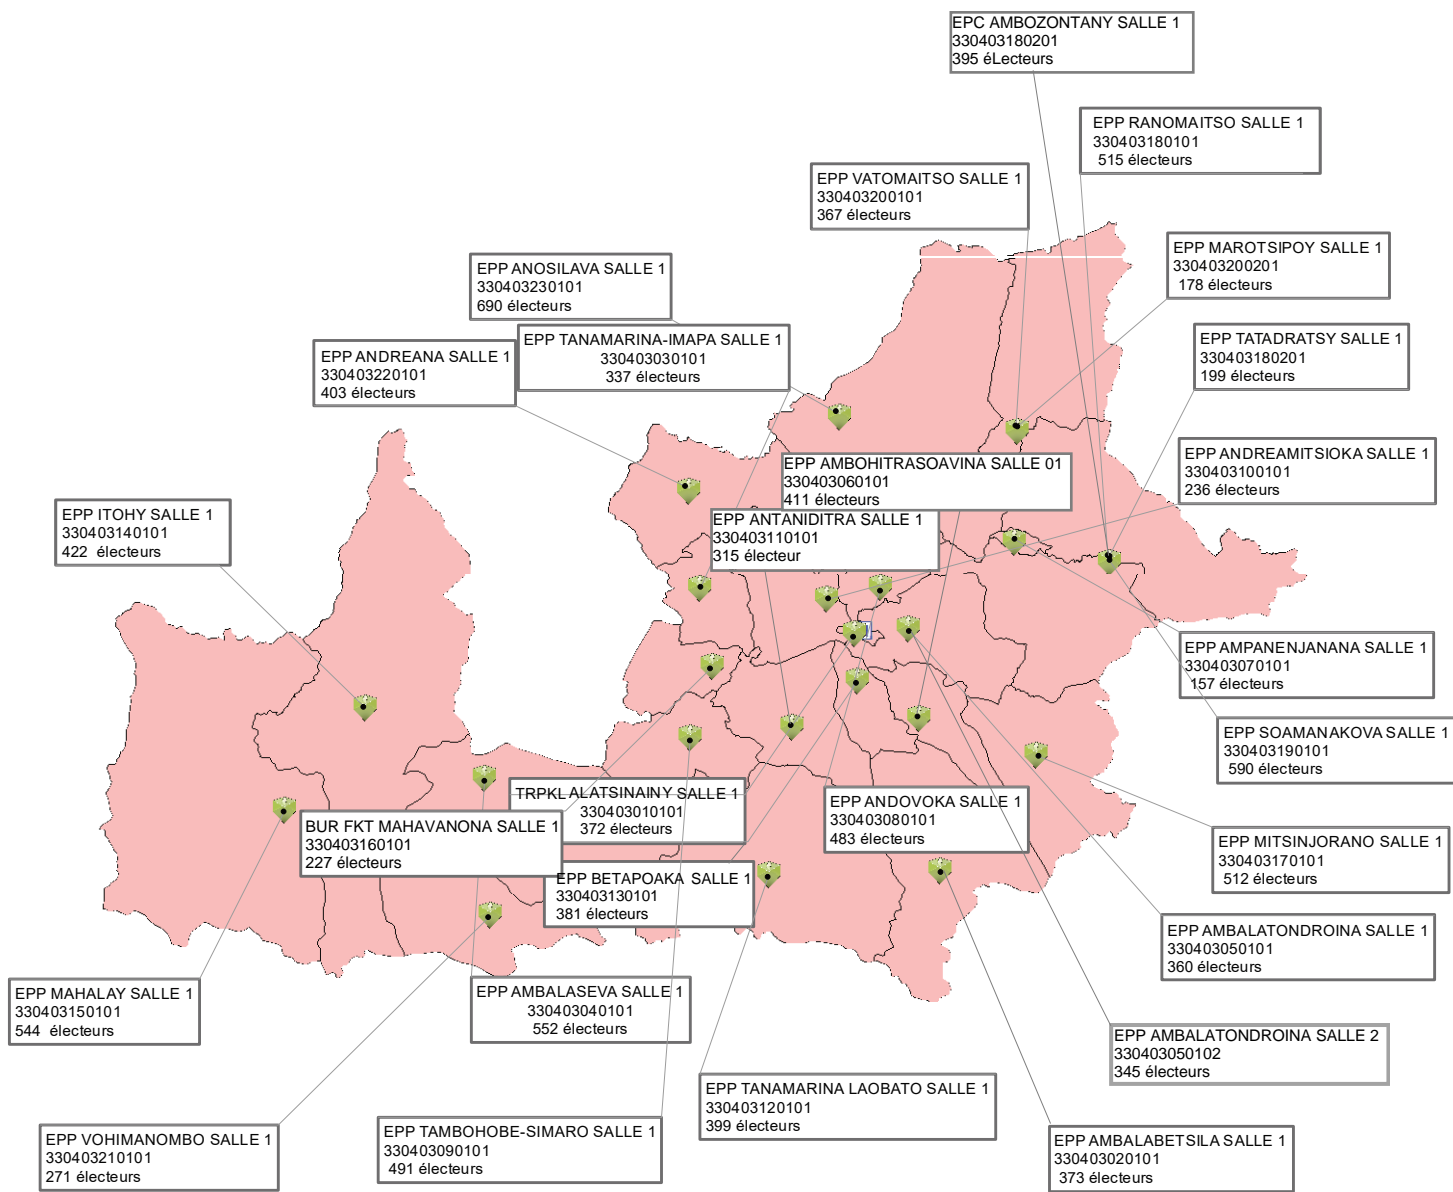 EPC AMBOZONTANY SALLE 1
330403180201
395 éLecteurs
EPP RANOMAITSO SALLE 1
330403180101
515 électeurs
EPP VATOMAITSO SALLE 1
330403200101
367 électeurs
EPP MAROTSIPOY SALLE 1
330403200201
178 électeurs
EPP ANOSILAVA SALLE 1
330403230101
690 électeurs
EPP TANAMARINA-IMAPA SALLE 1
330403030101
337 électeurs
EPP TATADRATSY SALLE 1
330403180201
199 électeurs
EPP ANDREANA SALLE 1
330403220101
403 électeurs
EPP ANDREAMITSIOKA SALLE 1
330403100101
236 électeurs
EPP AMBOHITRASOAVINA SALLE 01
330403060101
411 électeurs
EPP ITOHY SALLE 1
330403140101
422 électeurs
EPP ANTANIDITRA SALLE 1
330403110101
315 électeur
EPP AMPANENJANANA SALLE 1
330403070101
157 électeurs
EPP SOAMANAKOVA SALLE 1
330403190101
590 électeurs
TRPKL ALATSINAINY SALLE 1
330403010101
372 électeurs
EPP ANDOVOKA SALLE 1
330403080101
483 électeurs
BUR FKT MAHAVANONA SALLE 1
330403160101
227 électeurs
EPP MITSINJORANO SALLE 1
330403170101
512 électeurs
EPP BETAPOAKA SALLE 1
330403130101
381 électeurs
EPP AMBALATONDROINA SALLE 1
330403050101
360 électeurs
EPP MAHALAY SALLE 1
330403150101
544 électeurs
EPP AMBALASEVA SALLE 1
330403040101
552 électeurs
EPP AMBALATONDROINA SALLE 2
330403050102
345 électeurs
EPP TANAMARINA LAOBATO SALLE 1
330403120101
399 électeurs
EPP VOHIMANOMBO SALLE 1
330403210101
271 électeurs
EPP TAMBOHOBE-SIMARO SALLE 1
330403090101
491 électeurs
EPP AMBALABETSILA SALLE 1
330403020101
373 électeurs